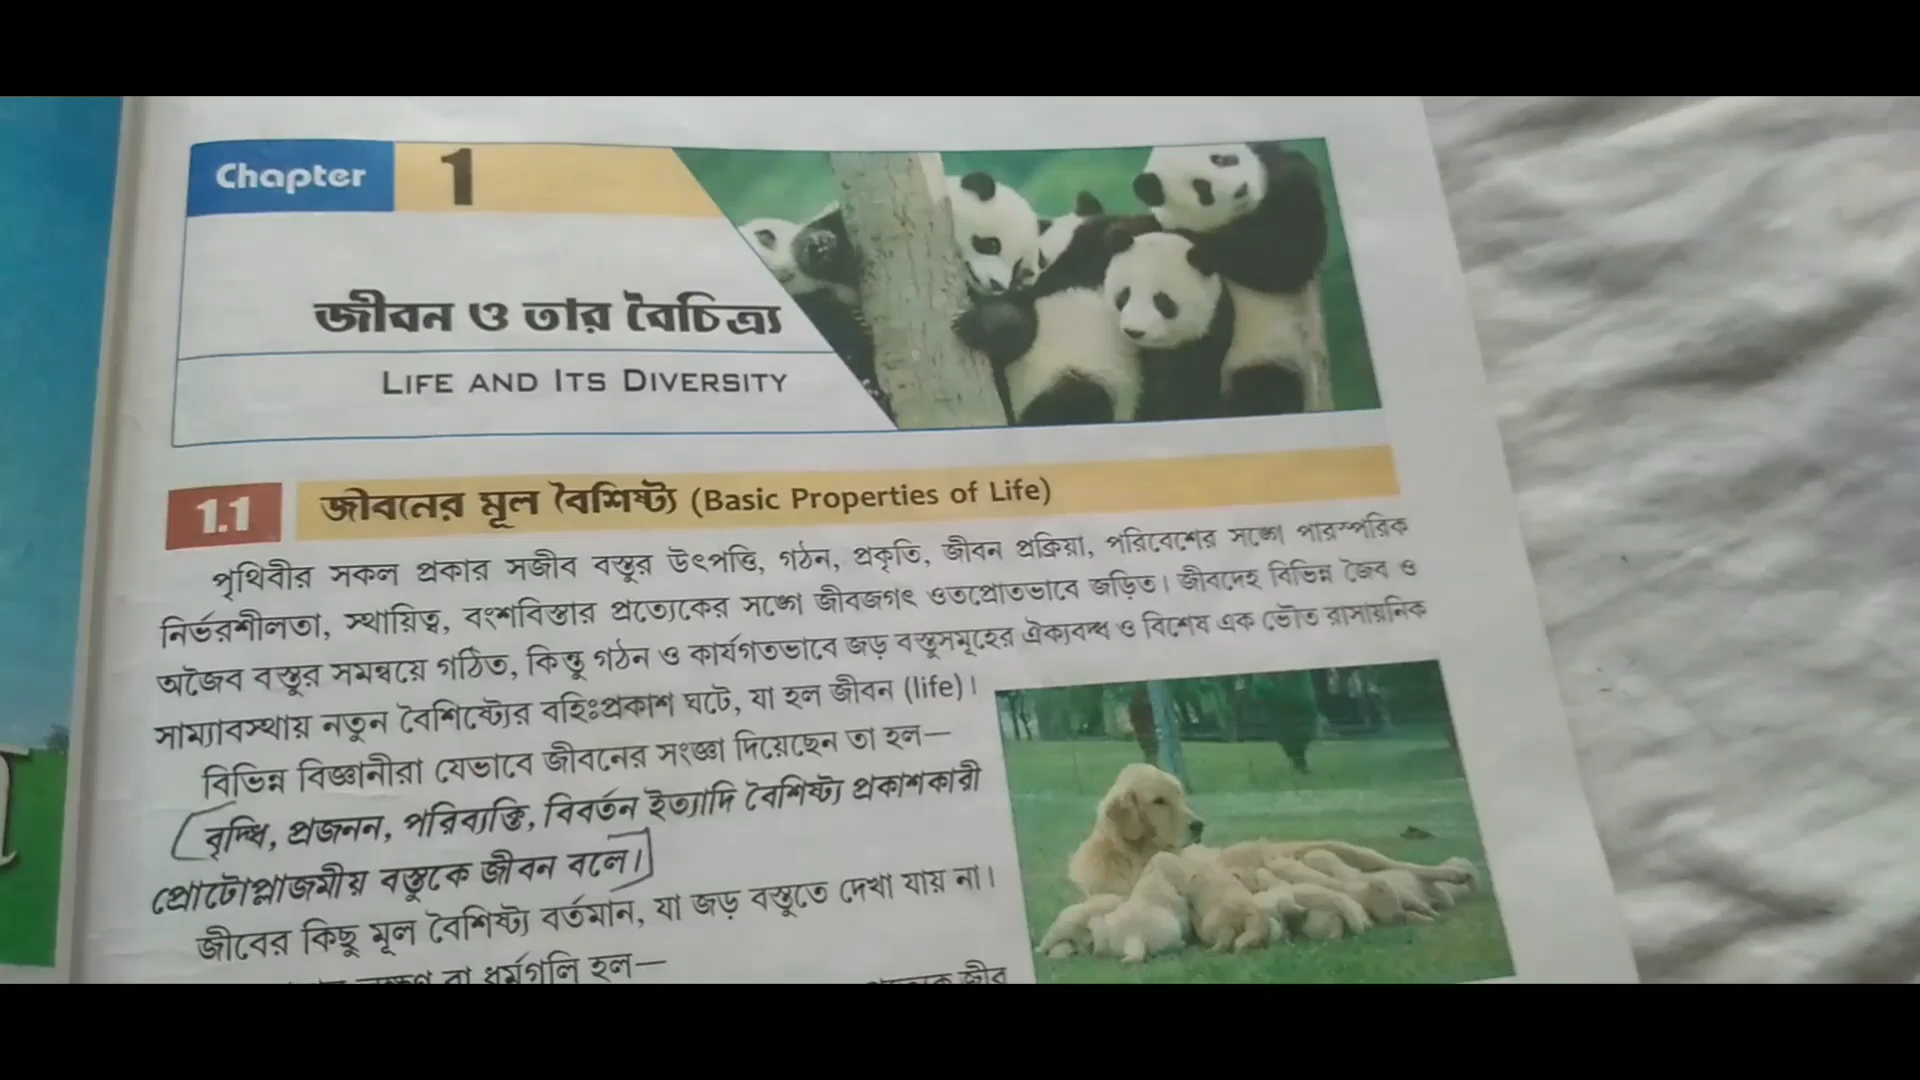 Chapter 1
জীবন ও তার বৈচিত্র্য
LIFE AND ITS DIVERSITY
1.1 জীবনের মূল বৈশিষ্ট্য (Basic Properties of Life)
পৃথিবীর সকল প্রকার সজীব বস্তুর উৎপত্তি, গঠন, প্রকৃতি, জীবন প্রক্রিয়া, পরিবেশের সঙ্গে পারস্পরিক
নির্ভরশীলতা, স্থায়িত্ব, বংশবিস্তার প্রত্যেকের সঙ্গে জীবজগৎ ওতপ্রোতভাবে জড়িত। জীবদেহ বিভিন্ন জৈব ও
অজৈব বস্তুর সমন্বয়ে গঠিত, কিন্তু গঠন ও কার্যগতভাবে জড় বস্তুসমূহের ঐক্যবদ্ধ ও বিশেষ এক ভৌত রাসায়নিক
সাম্যাবস্থায় নতুন বৈশিষ্ট্যের বহিঃপ্রকাশ ঘটে, যা হল জীবন (life)।
বিভিন্ন বিজ্ঞানীরা যেভাবে জীবনের সংজ্ঞা দিয়েছেন তা হল—
বৃদ্ধি, প্রজনন, পরিব্যক্তি, বিবর্তন ইত্যাদি বৈশিষ্ট্য প্রকাশকারী
প্রোটোপ্লাজমীয় বস্তুকে জীবন বলে।
জীবের কিছু মূল বৈশিষ্ট্য বর্তমান, যা জড় বস্তুতে দেখা যায় না।
বা ধর্মগুলি হল— জীব